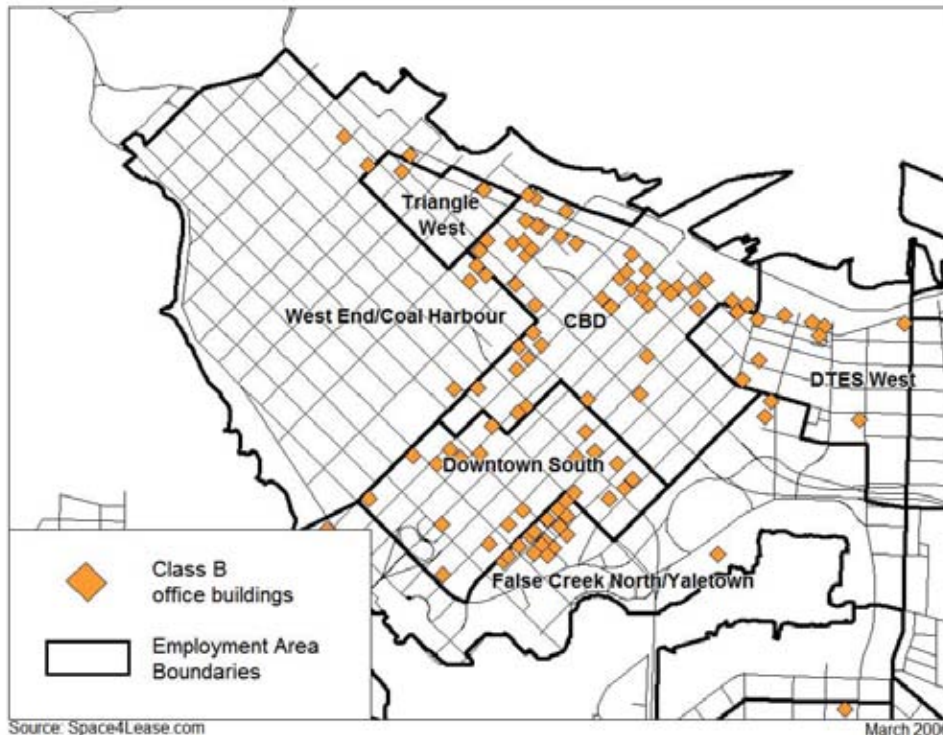 Triangle
West
West End/Coal Harbour
CBD
DTES West
Downtown South
False Creek North/Yaletown
Class B
office buildings
Employment Area
Boundaries
Source: Space4Lease.com
March